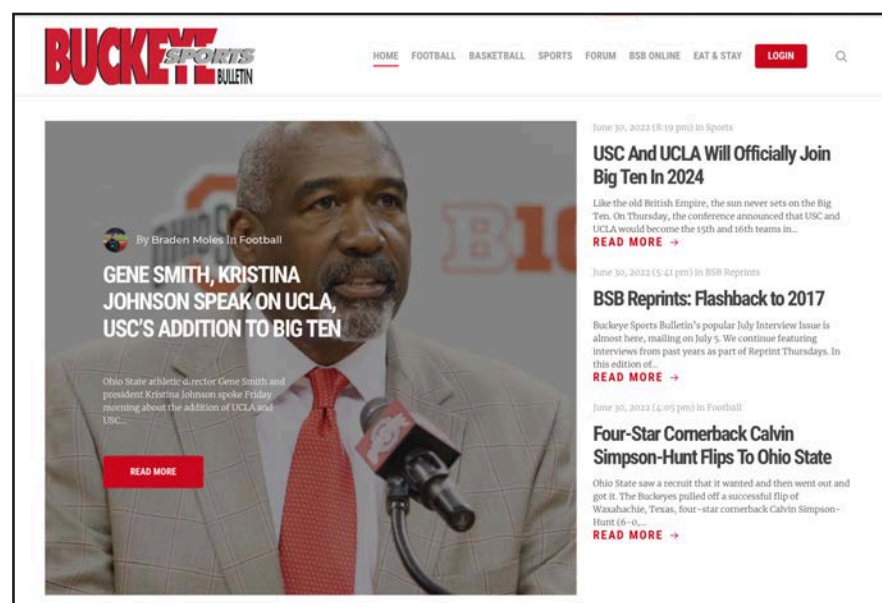 BUCKEYE
SPORTS
BULLETIN
HOME FOOTBALL BASKETBALL SPORTS FORUM BSB ONLINE EAT & STAY LOGIN
By Braden Moles In Football
GENE SMITH, KRISTINA
JOHNSON SPEAK ON UCLA,
USC'S ADDITION TO BIG TEN
Ohio State athletic director Gene Smith and
president Kristina Johnson spoke Friday
morning about the addition of UCLA and
USC...
READ MORE
B1G
June 30, 2022 (8:19 pm) in Sports
USC And UCLA Will Officially Join
Big Ten In 2024
Like the old British Empire, the sun never sets on the Big
Ten. On Thursday, the conference announced that USC and
UCLA would become the 15th and 16th teams in...
READ MORE →
June 30, 2022 (5:41 pm) in BSB Reprints
BSB Reprints: Flashback to 2017
Buckeye Sports Bulletin's popular July Interview Issue is
almost here, mailing on July 5. We continue featuring
interviews from past years as part of Reprint Thursdays. In
this edition of...
READ MORE →
June 30, 2022 (4:05 pm) in Football
Four-Star Cornerback Calvin
Simpson-Hunt Flips To Ohio State
Ohio State saw a recruit that it wanted and then went out and
got it. The Buckeyes pulled off a successful flip of
Waxahachie, Texas, four-star cornerback Calvin Simpson-
Hunt (6-0,...
READ MORE →